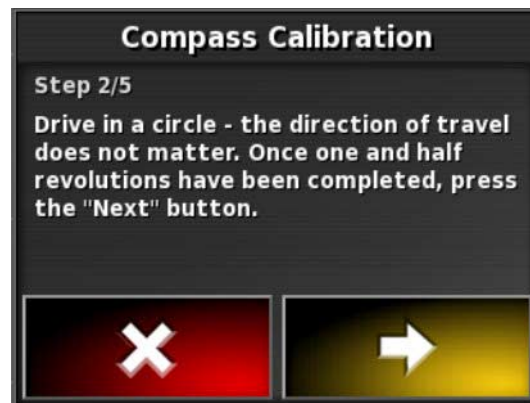 Compass Calibration
Step 2/5
Drive in a circle - the direction of travel
does not matter. Once one and half
revolutions have been completed, press
the "Next" button.